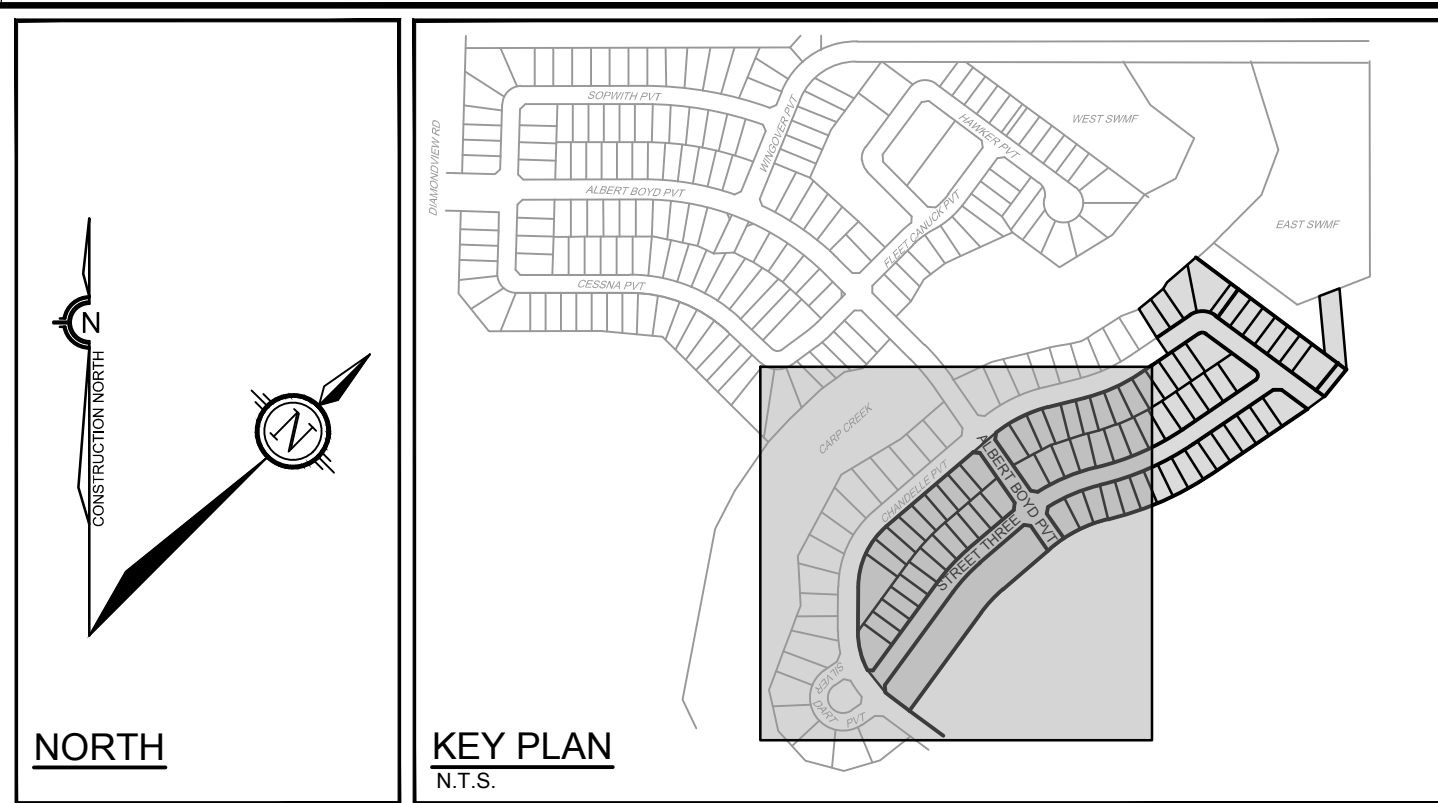 N
CONSTRUCTION NORTH
N
NORTH
SOPWITH PVT
DIAMONDVIEW RD
WINGOVER PVT
HAWKER PVT
WEST SWMF
ALBERT BOYD PVT
FLEET CANUCK PVT
EAST SWMF
CESSNA PVT
CARP CREEK
CHANDELLE PVT
ALBERT BOYD PVT
STREET THREE
SILVER
DART PVT
KEY PLAN
N.T.S.